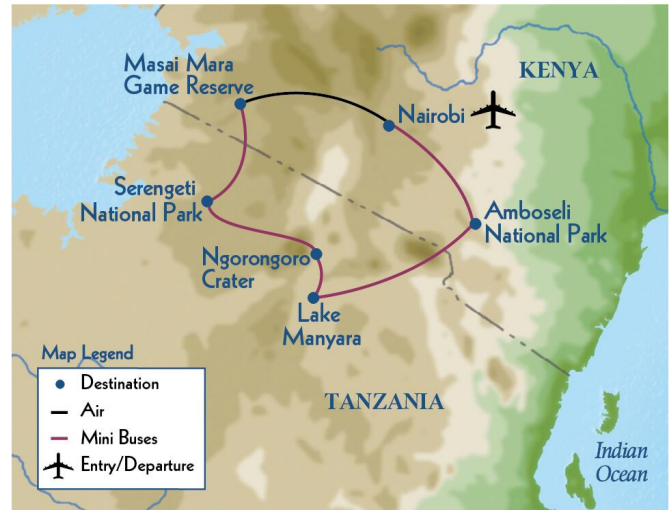 Masai Mara
Game Reserve
KENYA
Nairobi
Serengeti
National Park
Amboseli
National Park
Ngorongoro
Crater
Lake
Manyara
Map Legend
Destination
Air
Mini Buses
Entry/Departure
TANZANIA
Indian
Ocean